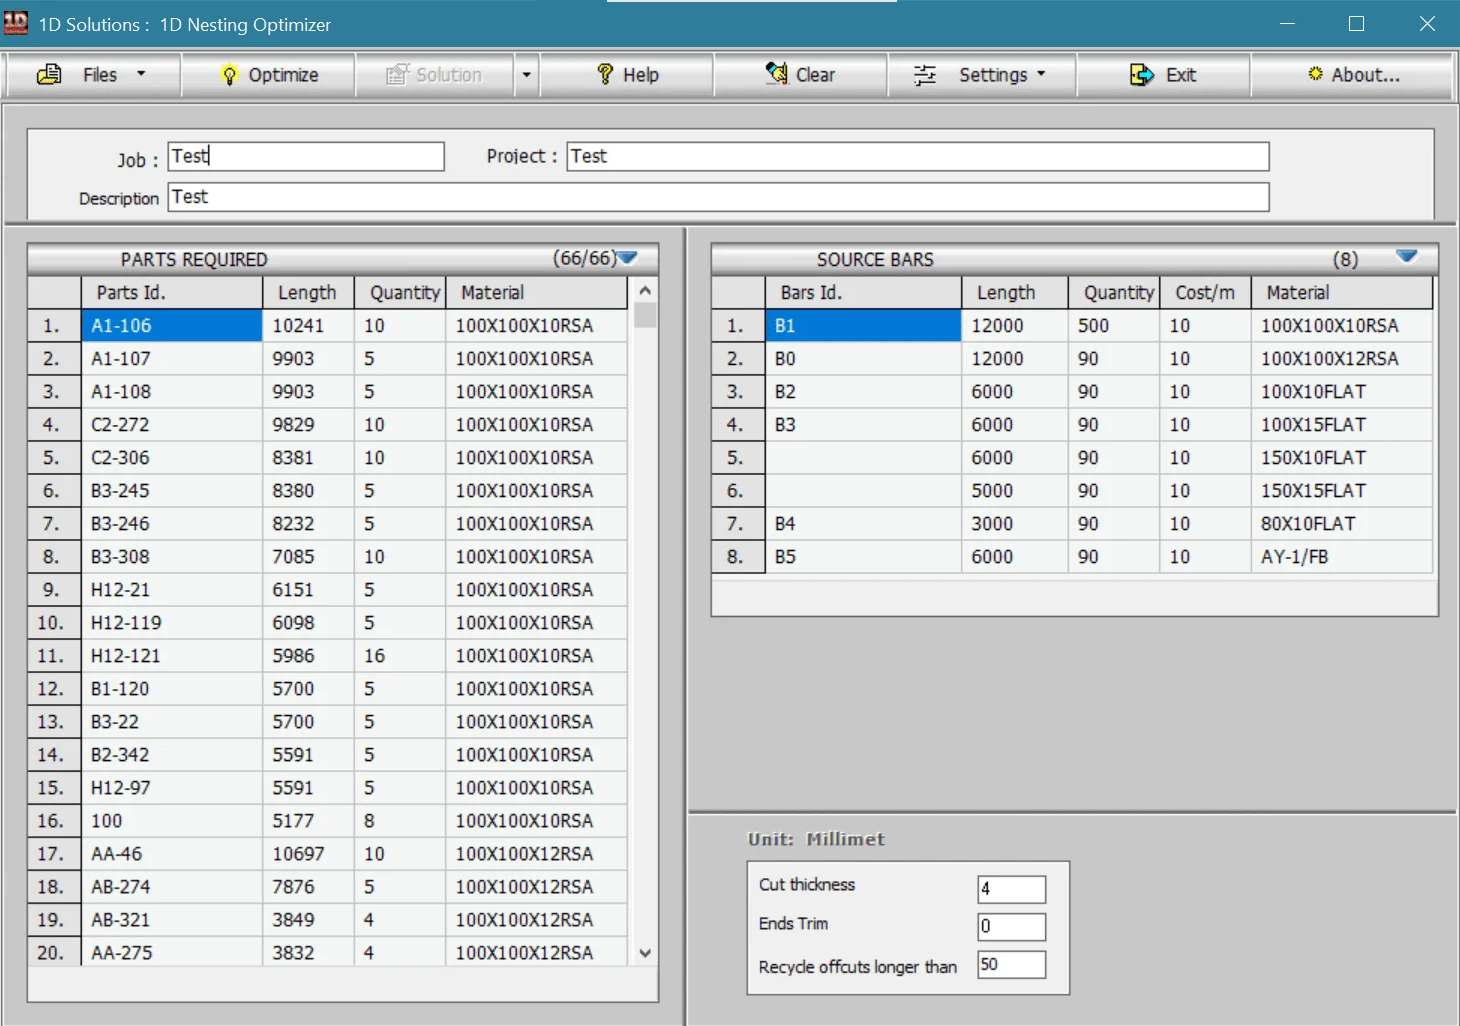 1D Solutions :  1D Nesting Optimizer
Files Optimize Solution Help Clear Settings Exit About...
Job : Test Project : Test
Description Test
PARTS REQUIRED (66/66)
Parts Id. Length Quantity Material
1. A1-106 10241 10 100X100X10RSA
2. A1-107 9903 5 100X100X10RSA
3. A1-108 9903 5 100X100X10RSA
4. C2-272 9829 10 100X100X10RSA
5. C2-306 8381 10 100X100X10RSA
6. B3-245 8380 5 100X100X10RSA
7. B3-246 8232 5 100X100X10RSA
8. B3-308 7085 10 100X100X10RSA
9. H12-21 6151 5 100X100X10RSA
10. H12-119 6098 5 100X100X10RSA
11. H12-121 5986 16 100X100X10RSA
12. B1-120 5700 5 100X100X10RSA
13. B3-22 5700 5 100X100X10RSA
14. B2-342 5591 5 100X100X10RSA
15. H12-97 5591 5 100X100X10RSA
16. 100 5177 8 100X100X10RSA
17. AA-46 10697 10 100X100X12RSA
18. AB-274 7876 5 100X100X12RSA
19. AB-321 3849 4 100X100X12RSA
20. AA-275 3832 4 100X100X12RSA
SOURCE BARS (8)
Bars Id. Length Quantity Cost/m Material
1. B1 12000 500 10 100X100X10RSA
2. B0 12000 90 10 100X100X12RSA
3. B2 6000 90 10 100X10FLAT
4. B3 6000 90 10 100X15FLAT
5. 6000 90 10 150X10FLAT
6. 5000 90 10 150X15FLAT
7. B4 3000 90 10 80X10FLAT
8. B5 6000 90 10 AY-1/FB
Unit: Millimet
Cut thickness 4
Ends Trim 0
Recycle offcuts longer than 50